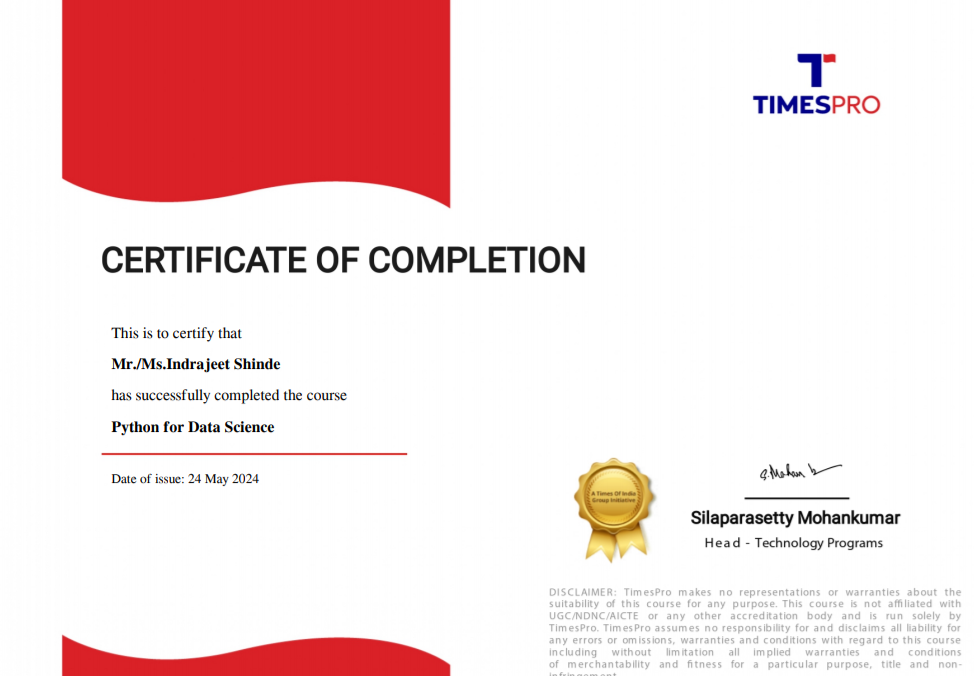 TIMESPRO
CERTIFICATE OF COMPLETION
This is to certify that
Mr./Ms.Indrajeet Shinde
has successfully completed the course
Python for Data Science
Date of issue: 24 May 2024
A Times Of India
Group Initiative
S.Mohan
Silaparasetty Mohankumar
Head - Technology Programs
DISCLAIMER: TimesPro makes no representations or warranties about the
suitability of this course for any purpose. This course is not affiliated with
UGC/NDNC/AICTE or any other accreditation body and is run solely by
TimesPro. TimesPro assumes no responsibility for and disclaims all liability for
any errors or omissions, warranties and conditions with regard to this course
including without limitation all implied warranties and conditions
of merchantability and fitness for a particular purpose, title and non-
infringement.